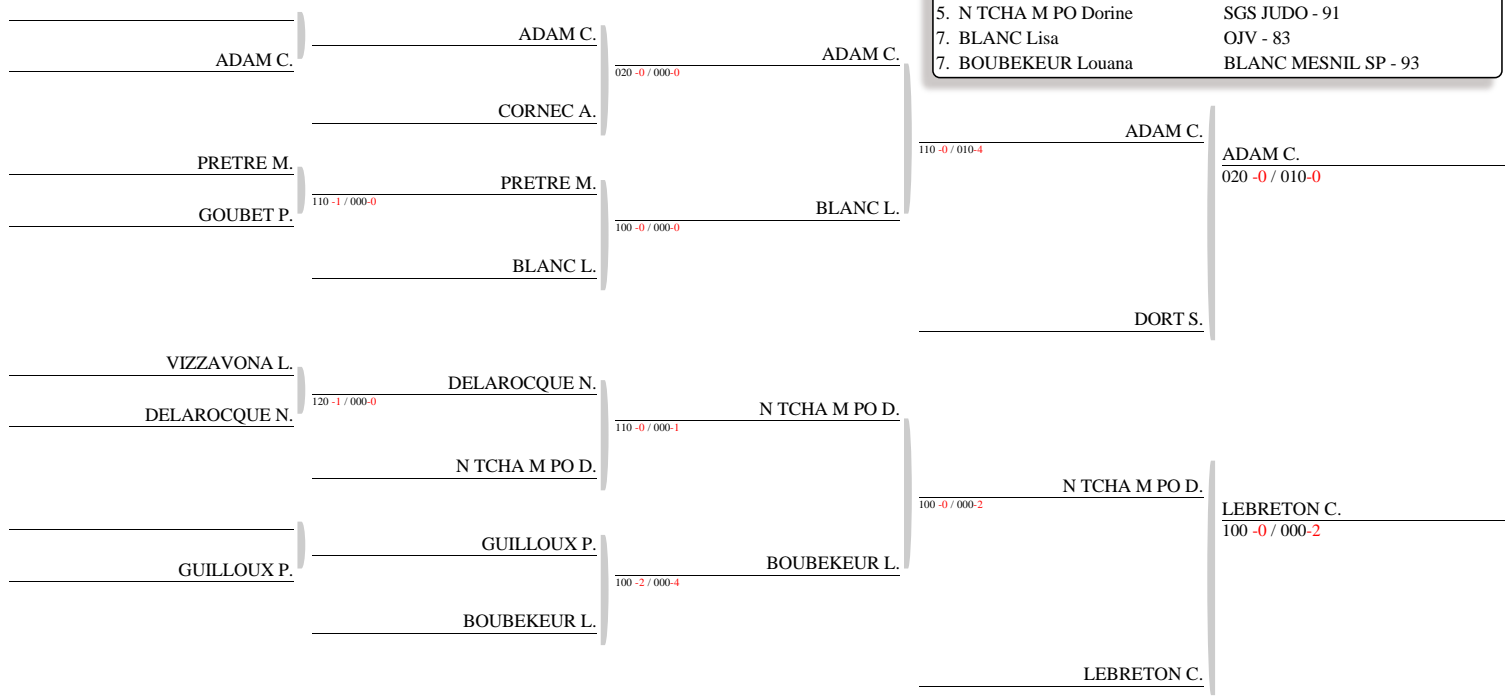 5. N TCHA M PO Dorine SGS JUDO - 91
7. BLANC Lisa OJV - 83
7. BOUBEKEUR Louana BLANC MESNIL SP - 93
ADAM C.
ADAM C.
020 -0 / 000-0
ADAM C.
CORNEC A.
110 -0 / 010-4
ADAM C.
ADAM C.
020 -0 / 010-0
PRETRE M.
GOUBET P.
110 -1 / 000-0
PRETRE M.
100 -0 / 000-0
BLANC L.
BLANC L.
DORT S.
VIZZAVONA L.
DELAROCQUE N.
120 -1 / 000-0
DELAROCQUE N.
110 -0 / 000-1
N TCHA M PO D.
N TCHA M PO D.
100 -0 / 000-2
N TCHA M PO D.
LEBRETON C.
100 -0 / 000-2
GUILLOUX P.
GUILLOUX P.
100 -2 / 000-4
BOUBEKEUR L.
BOUBEKEUR L.
LEBRETON C.